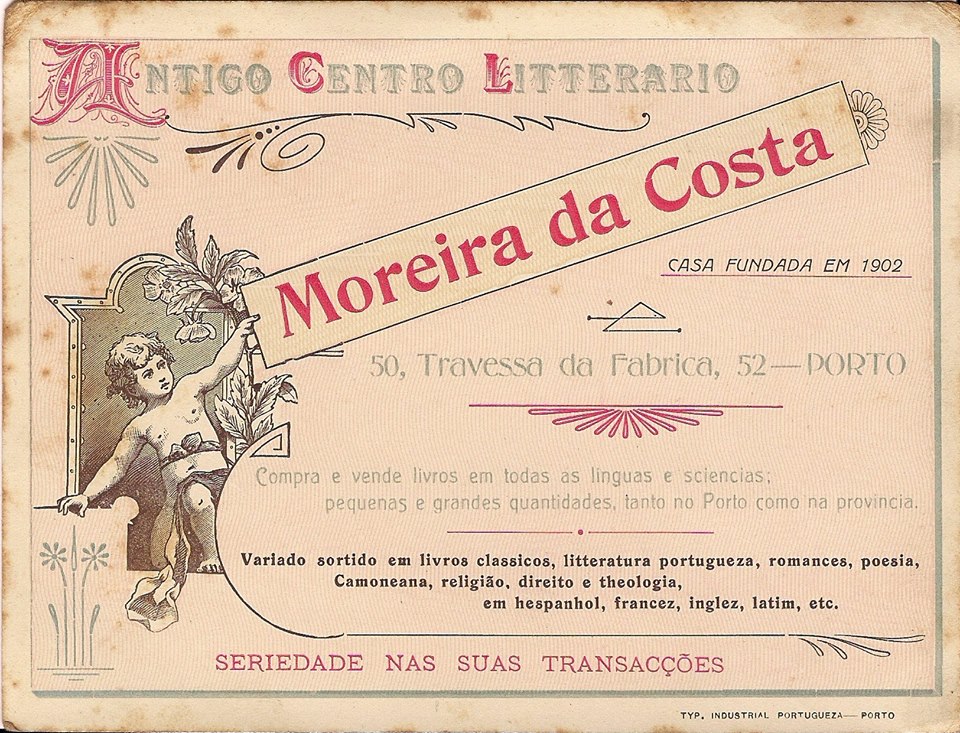 ANTIGO CENTRO LITTERARIO
Moreira da Costa
CASA FUNDADA EM 1902
50, Travessa da Fabrica, 52—PORTO
Compra e vende livros em todas as linguas e sciencias;
pequenas e grandes quantidades, tanto no Porto como na provincia.
Variado sortido em livros classicos, litteratura portugueza, romances, poesia,
Camoneana, religião, direito e theologia,
em hespanhol, francez, inglez, latim, etc.
SERIEDADE NAS SUAS TRANSACÇÕES
TYP. INDUSTRIAL PORTUGUEZA—PORTO